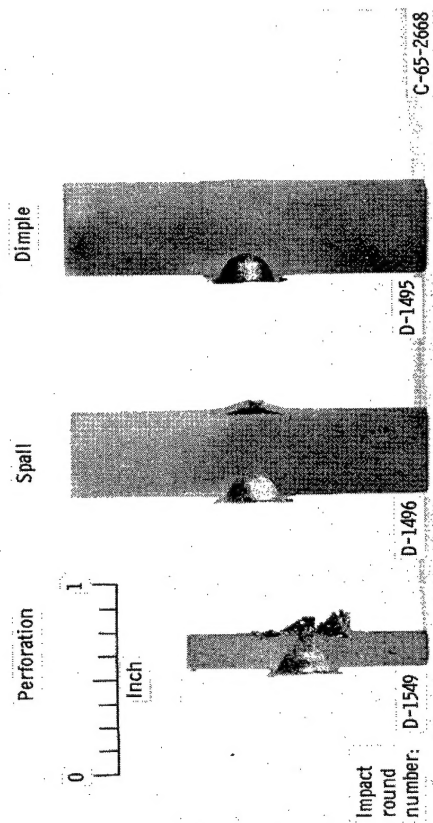 Perforation
Spall
Dimple
0
1
Inch
Impact
round
number:
D-1549
D-1496
D-1495
C-65-2668